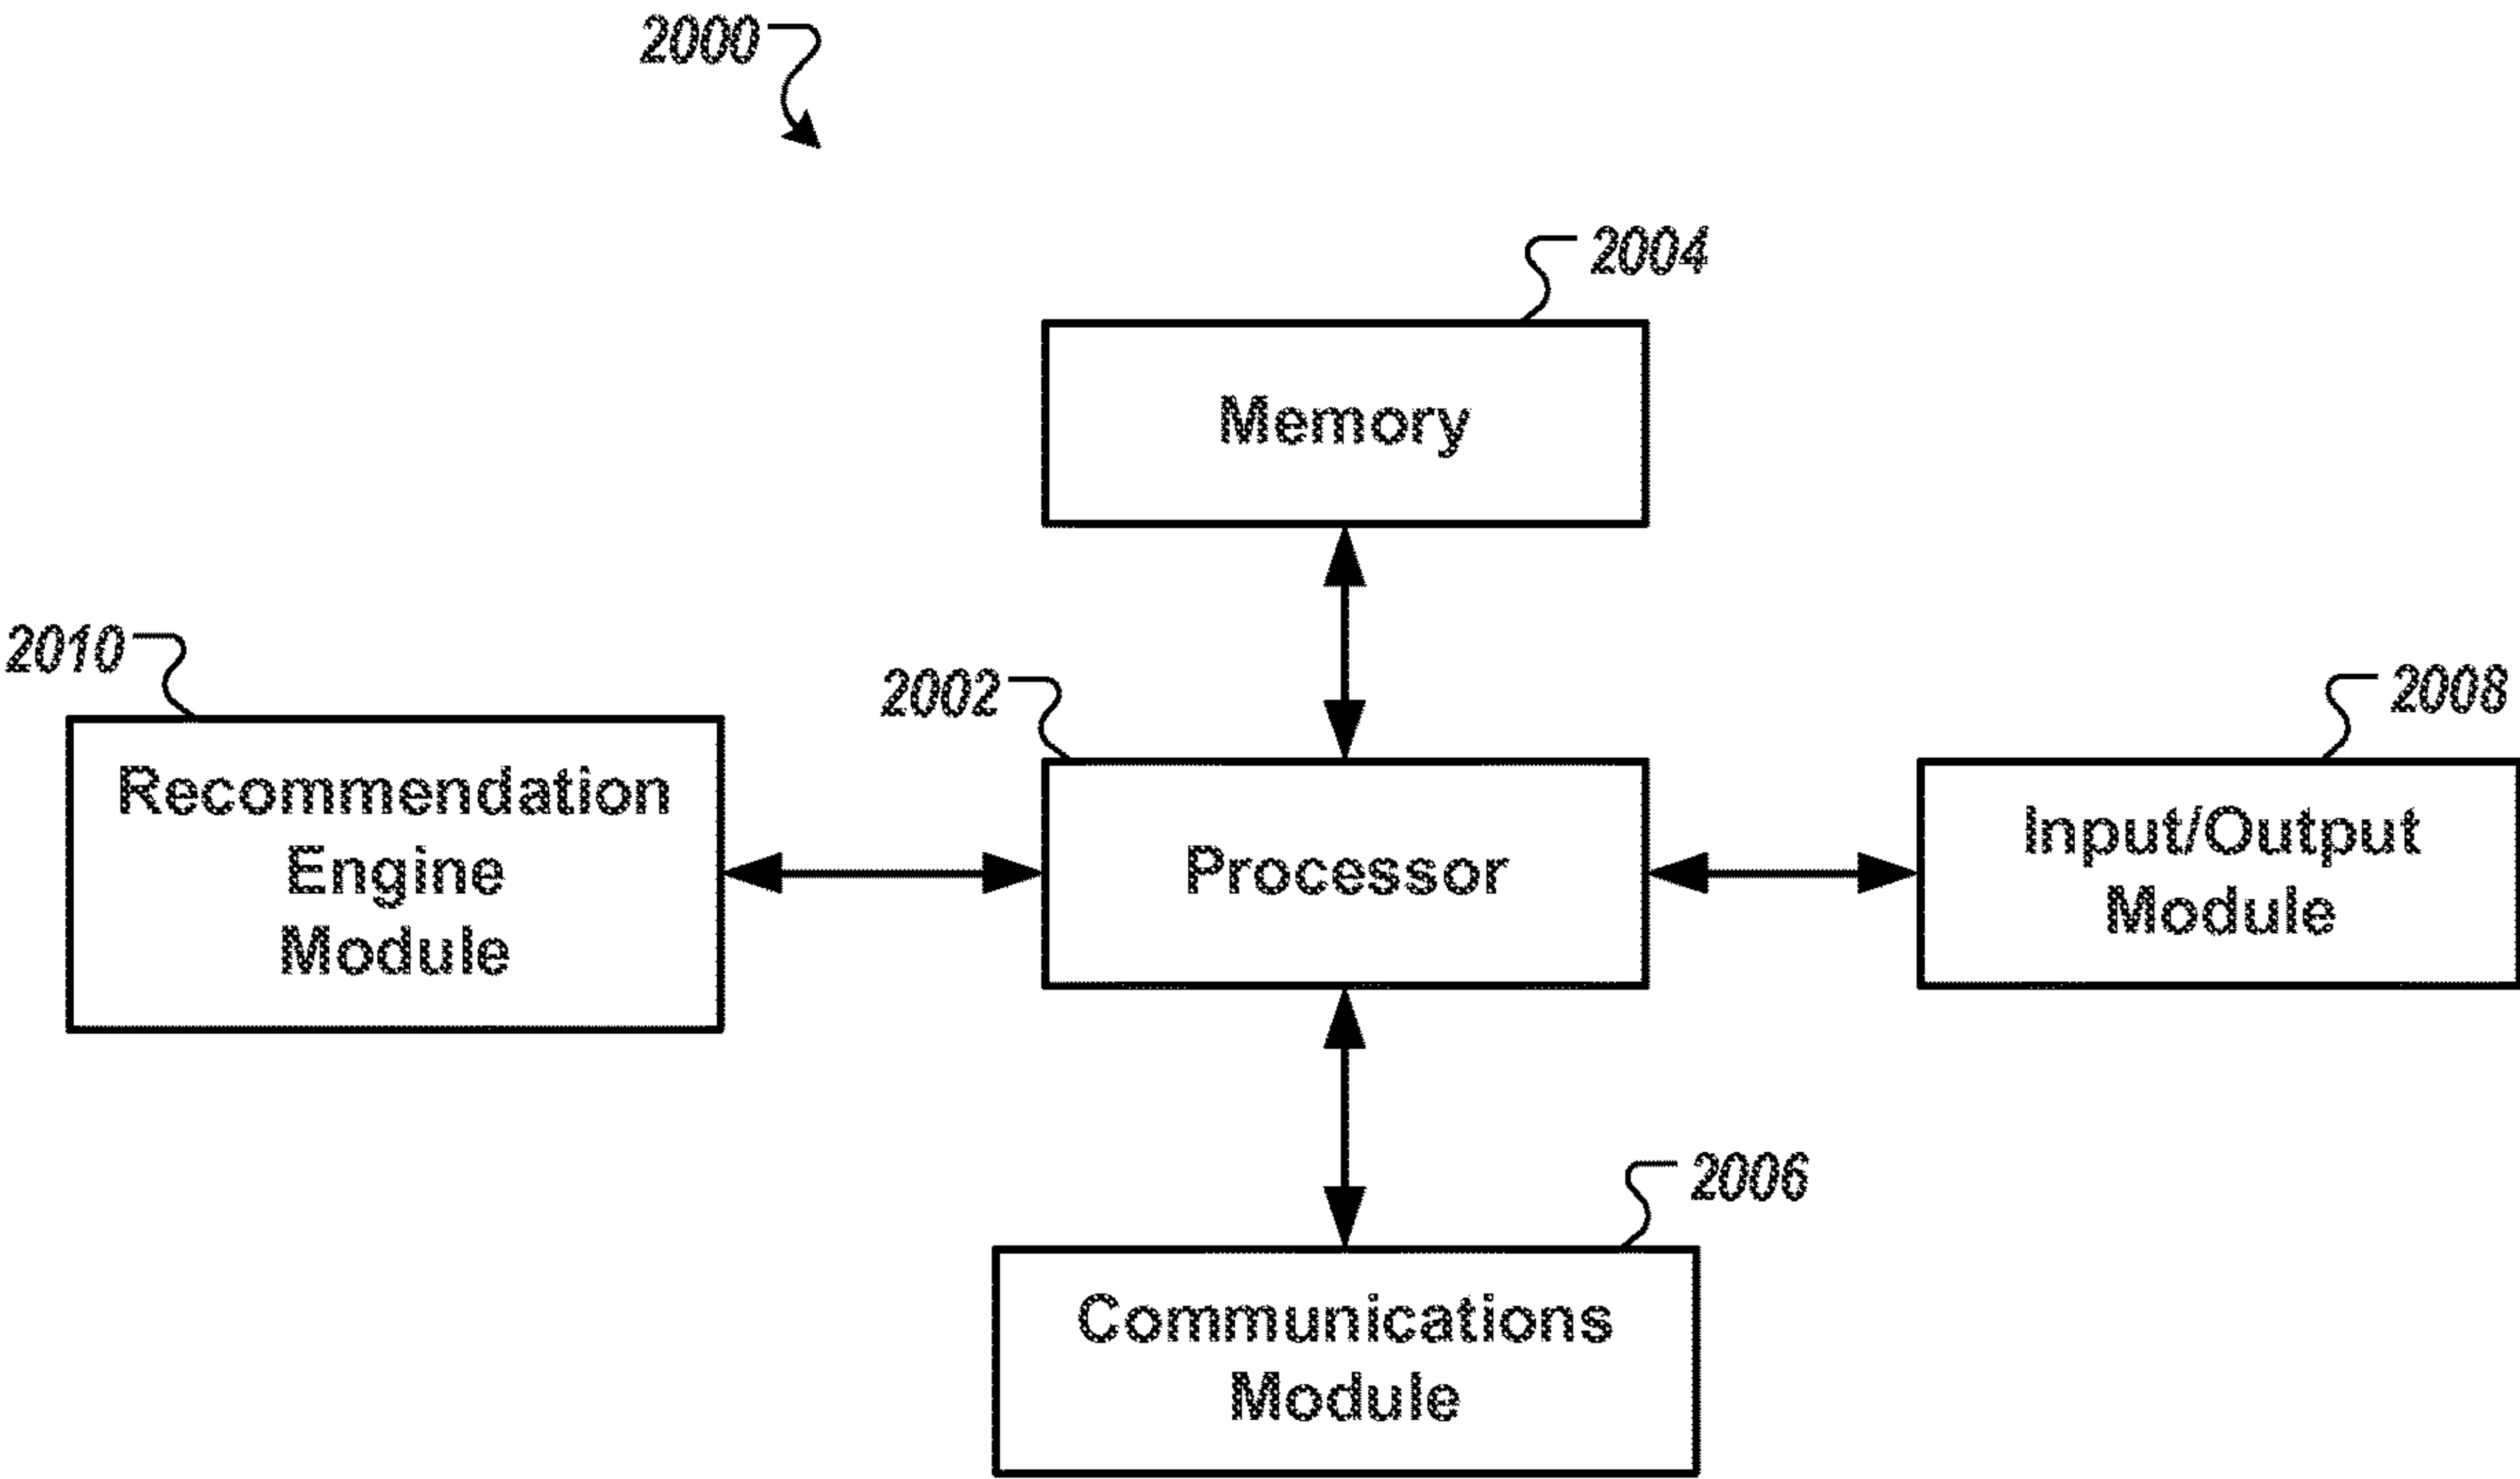 2000
2004
Memory
2010
2002
2008
Recommendation
Engine
Module
Processor
Input/Output
Module
2006
Communications
Module